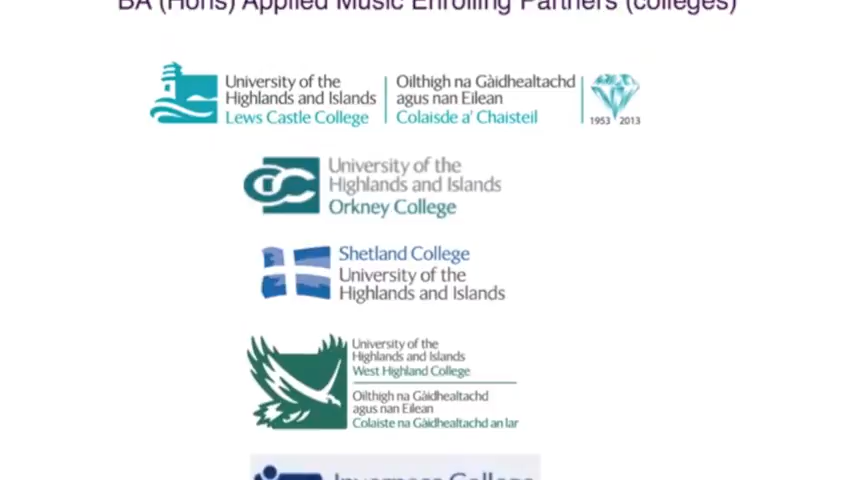 BA (Hons) Applied Music Enrolling Partners (colleges)
University of the
Highlands and Islands
Lews Castle College
Oilthigh na Gàidhealtachd
agus nan Eilean
Colaisde a' Chaisteil
1953 2013
University of the
Highlands and Islands
Orkney College
Shetland College
University of the
Highlands and Islands
University of the
Highlands and Islands
West Highland College
Oilthigh na Gàidhealtachd
agus nan Eilean
Colaiste na Gàidhealtachd an Iar
Inverness College